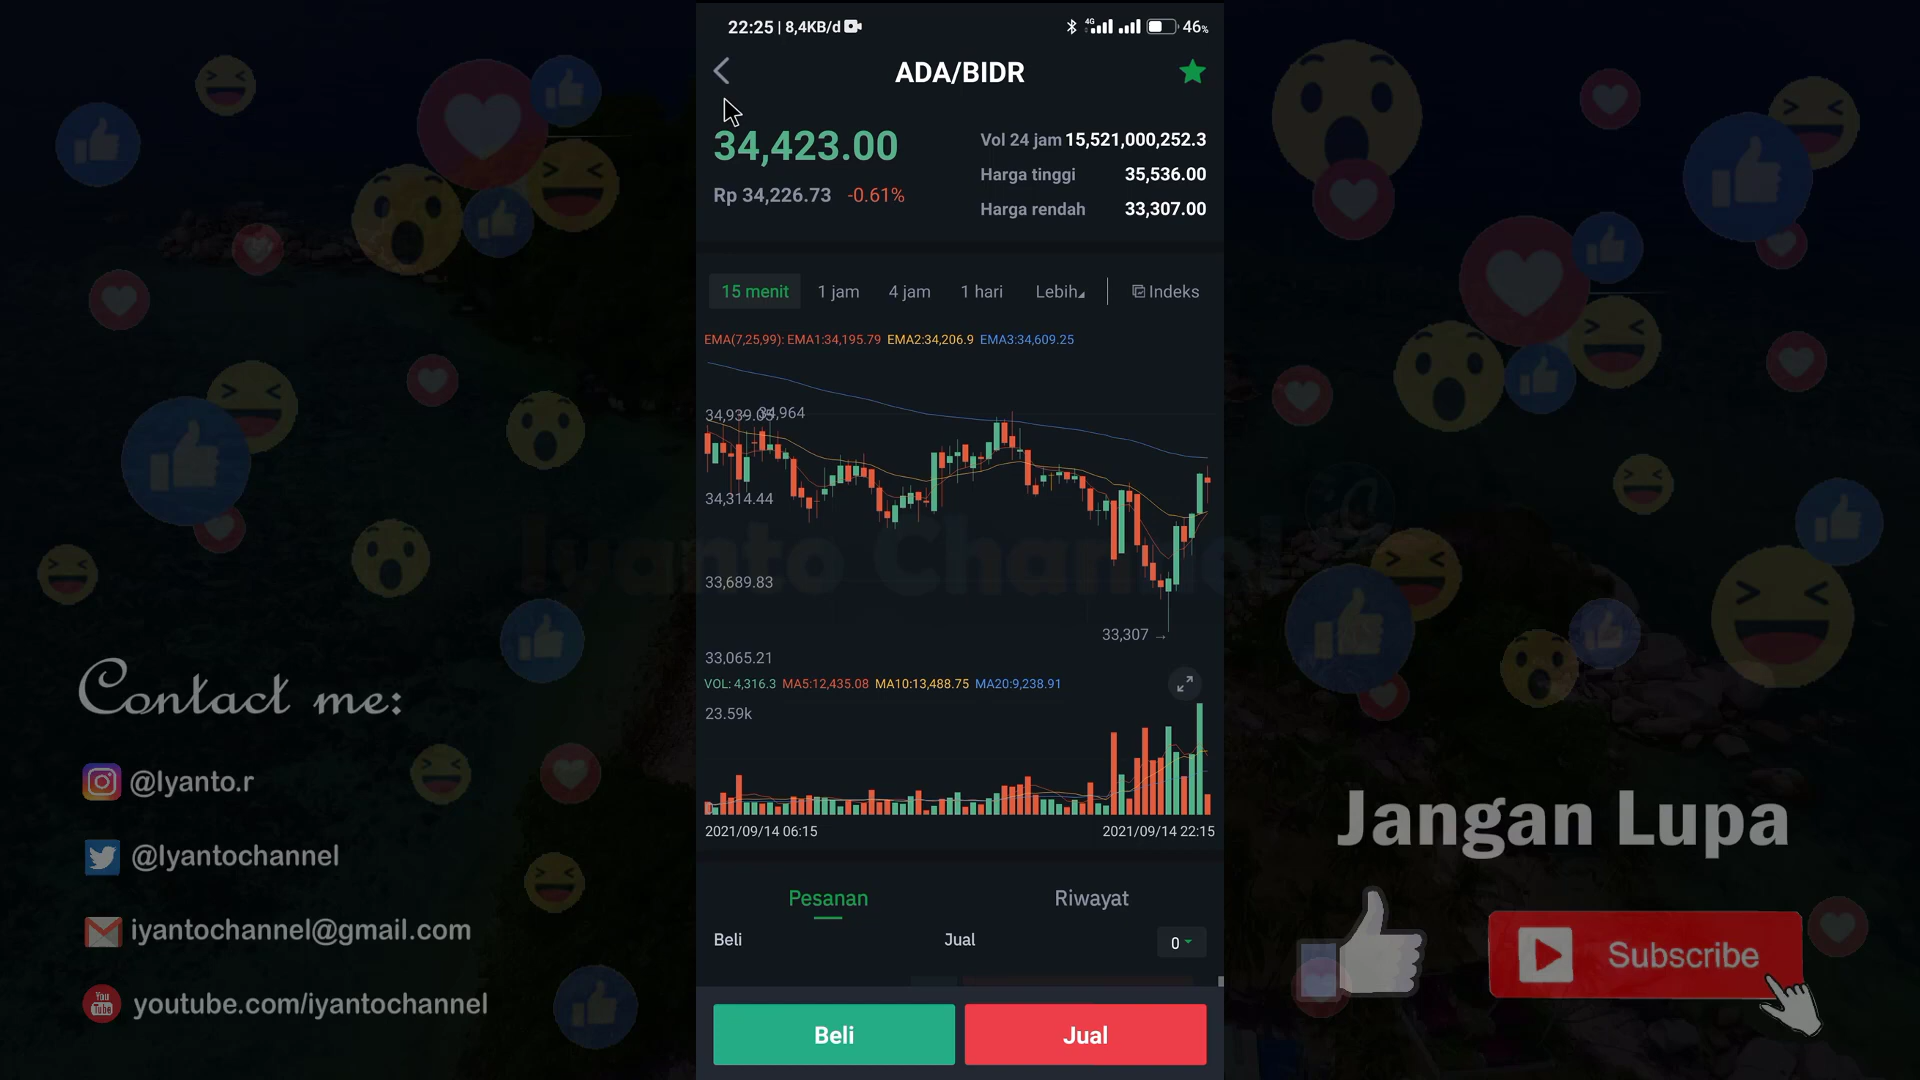 22:25 | 8,4KB/d
4G
46%
ADA/BIDR
34,423.00
Rp 34,226.73 -0.61%
Vol 24 jam 15,521,000,252.3
Harga tinggi 35,536.00
Harga rendah 33,307.00
15 menit 1 jam 4 jam 1 hari Lebih Indeks
EMA(7,25,99): EMA1:34,195.79 EMA2:34,206.9 EMA3:34,609.25
34,939.05 34,964
34,314.44
33,689.83
33,307 →
33,065.21
VOL: 4,316.3 MA5:12,435.08 MA10:13,488.75 MA20:9,238.91
23.59k
2021/09/14 06:15 2021/09/14 22:15
Pesanan Riwayat
Beli Jual 0
Beli Jual
Iyanto Channel
Contact me:
@Iyanto.r
@Iyantochannel
iyantochannel@gmail.com
You Tube
youtube.com/iyantochannel
Jangan Lupa
Subscribe